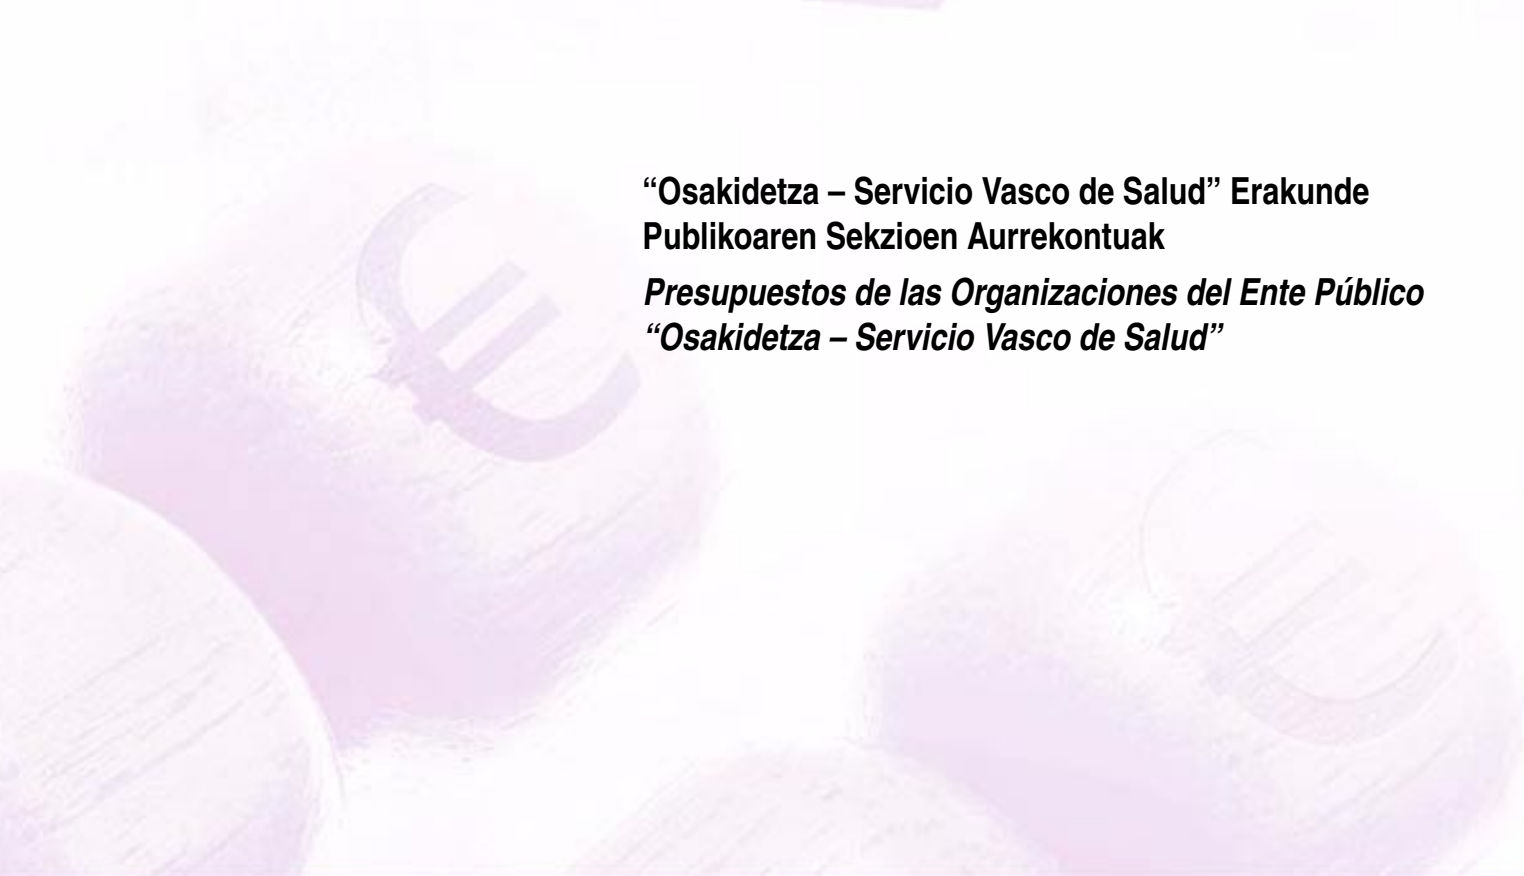 “Osakidetza – Servicio Vasco de Salud” Erakunde
Publikoaren Sekzioen Aurrekontuak
Presupuestos de las Organizaciones del Ente Público
“Osakidetza – Servicio Vasco de Salud”